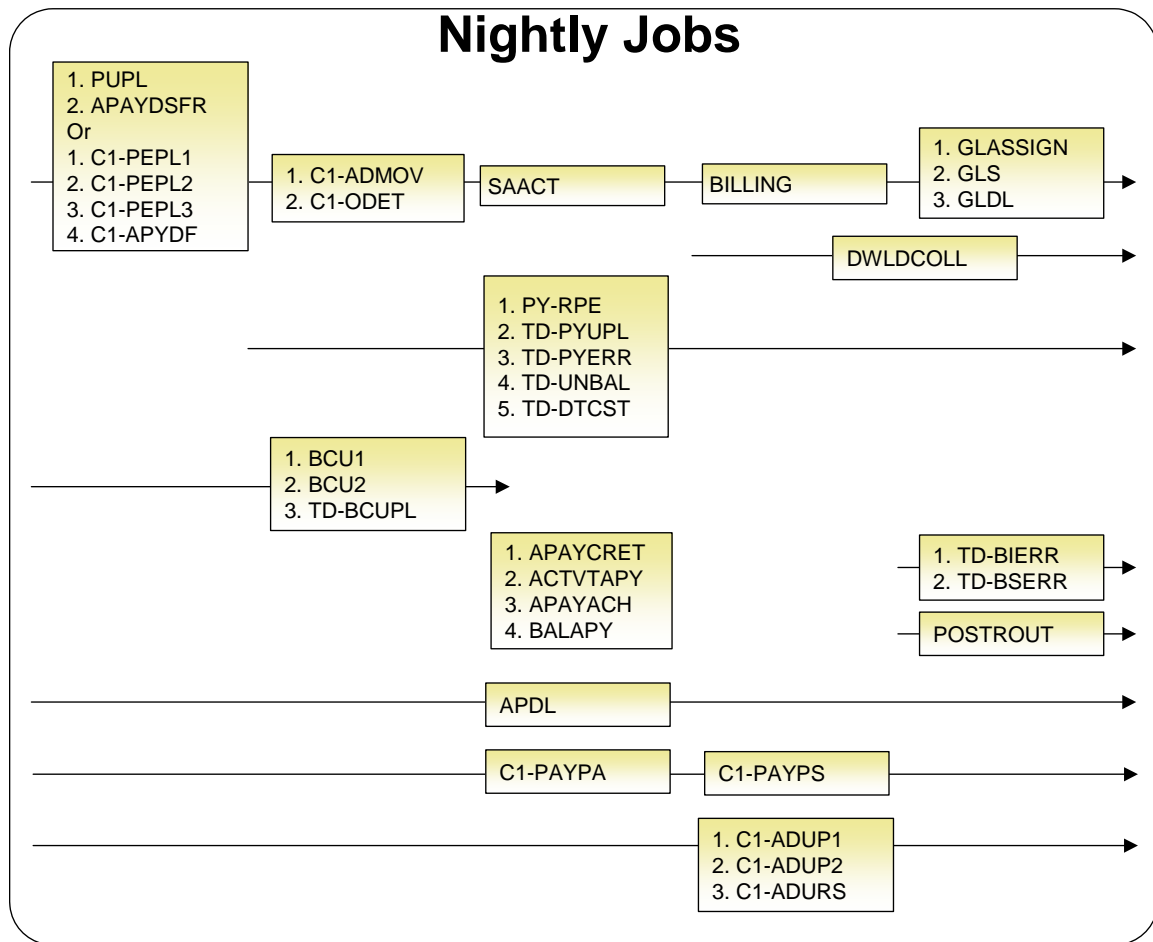 Nightly Jobs
1. PUPL
2. APAYDSFR
Or
1. C1-PEPL1
2. C1-PEPL2
3. C1-PEPL3
4. C1-APYDF
1. C1-ADMOV
2. C1-ODET
SAACT
BILLING
1. GLASSIGN
2. GLS
3. GLDL
DWLDCOLL
1. PY-RPE
2. TD-PYUPL
3. TD-PYERR
4. TD-UNBAL
5. TD-DTCST
1. BCU1
2. BCU2
3. TD-BCUPL
1. APAYCRET
2. ACTVTAPY
3. APAYACH
4. BALAPY
1. TD-BIERR
2. TD-BSERR
POSTROUT
APDL
C1-PAYPA
C1-PAYPS
1. C1-ADUP1
2. C1-ADUP2
3. C1-ADURS